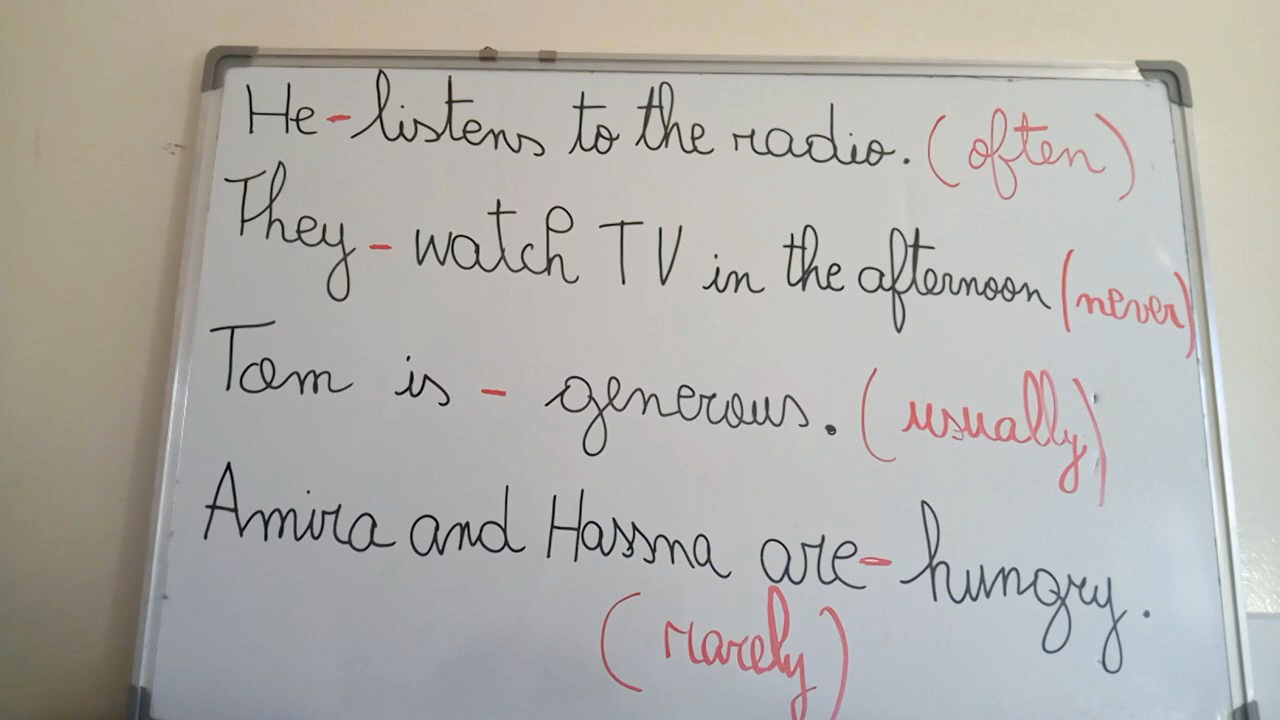 He - listens to the radio. (often)
They - watch TV in the afternoon (never)
Tom is - generous. (usually)
Amira and Hassna are - hungry.
(rarely)